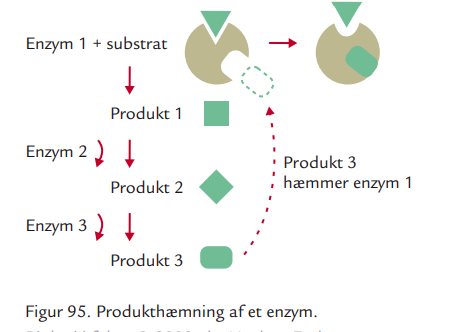 Enzym 1 + substrat
Produkt 1
Enzym 2
Produkt 2
Produkt 3
hæmmer enzym 1
Enzym 3
Produkt 3
Figur 95. Produkthæmning af et enzym.